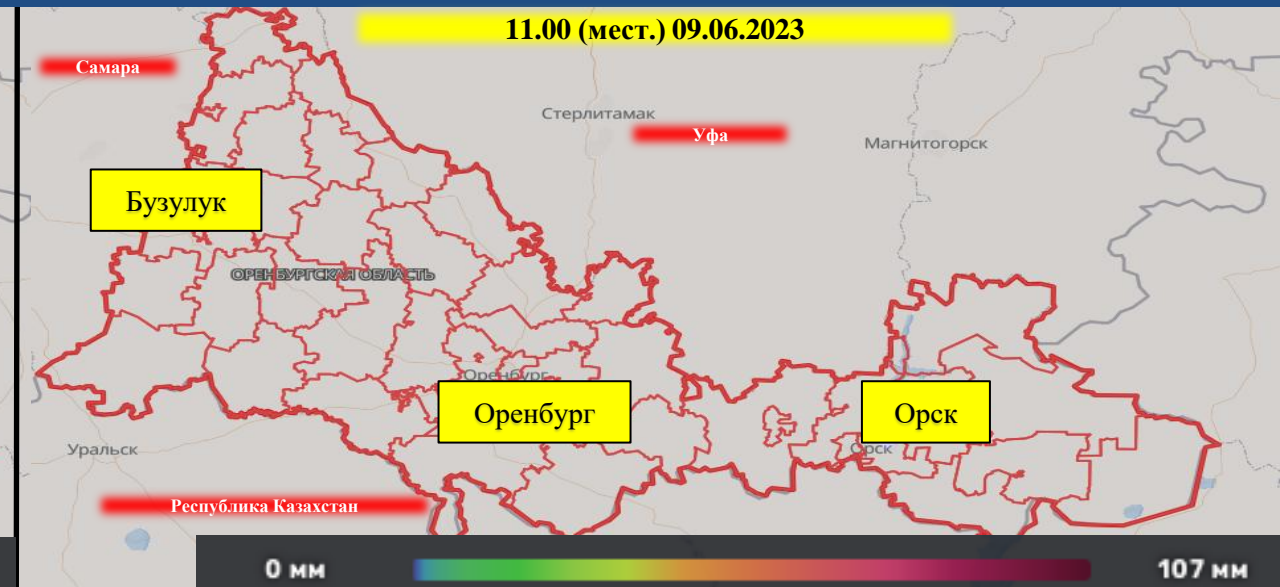 11.00 (мест.) 09.06.2023
Самара
Стерлитамак
Уфа
Магнитогорск
Бузулук
ОРЕНБУРГСКАЯ ОБЛАСТЬ
Оренбург
Оренбург
Орск
Уральск
Орск
Республика Казахстан
0 мм
107 мм